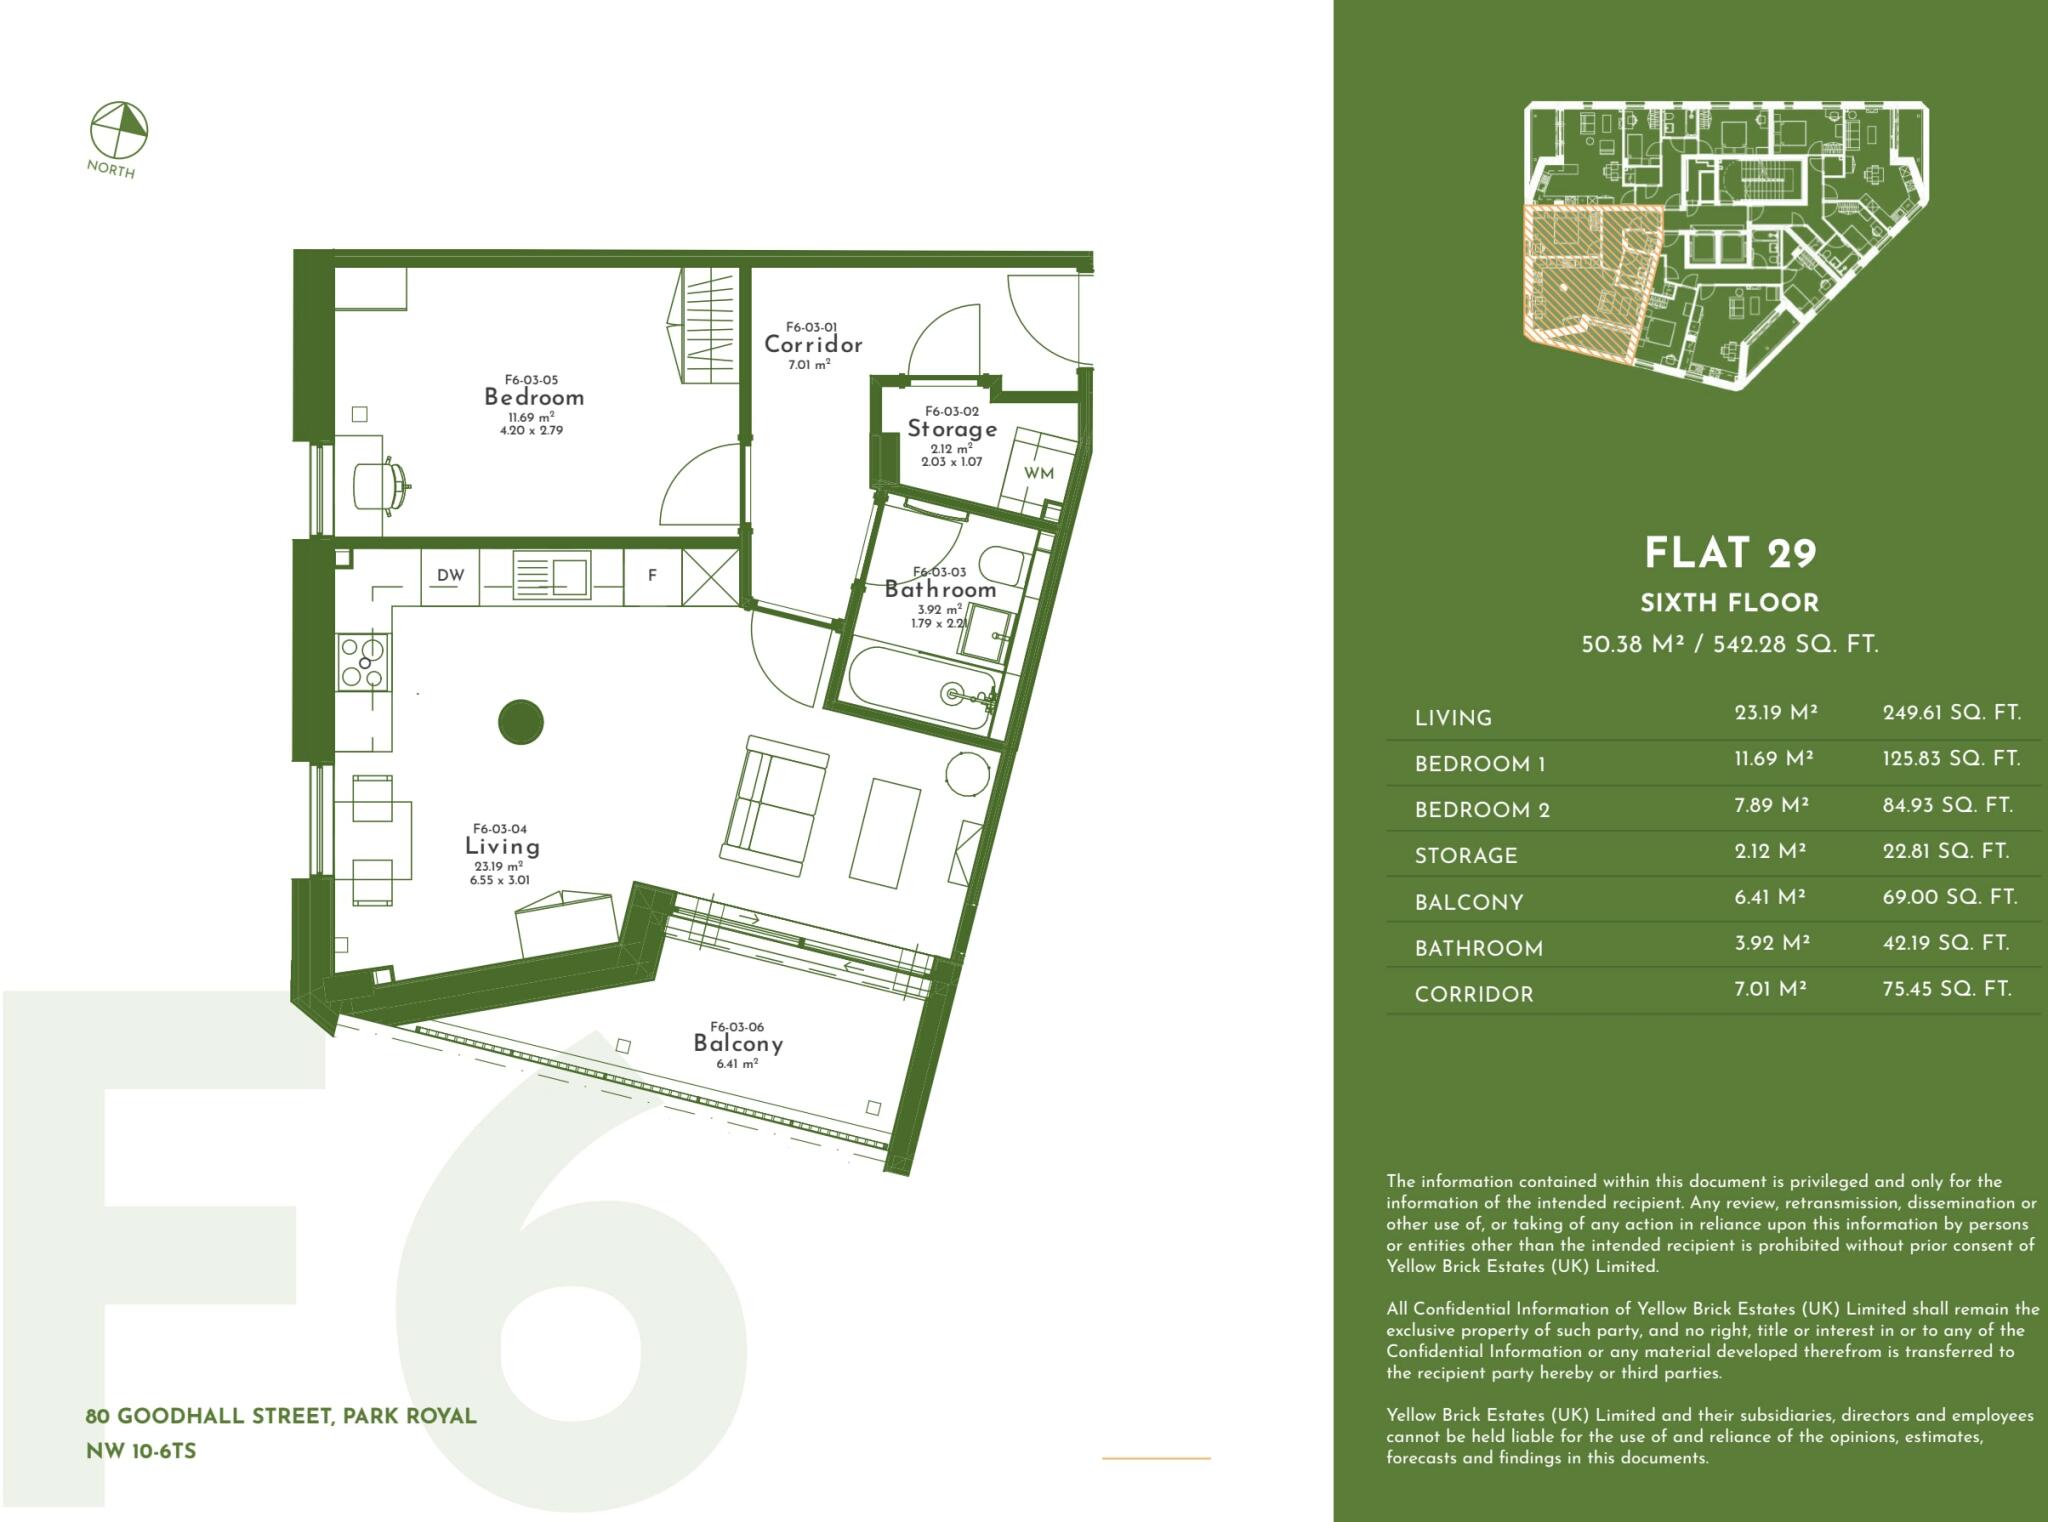 NORTH
F6-03-01
Corridor
7.01 m²
F6-03-05
Bedroom
11.69 m²
4.20 x 2.79
F6-03-02
Storage
2.12 m²
2.03 x 1.07
WM
DW
F
F6-03-03
Bathroom
3.92 m²
1.79 x 2.21
F6-03-04
Living
23.19 m²
6.55 x 3.01
F6-03-06
Balcony
6.41 m²
F6
80 GOODHALL STREET, PARK ROYAL
NW 10-6TS
FLAT 29
SIXTH FLOOR
50.38 M² / 542.28 SQ. FT.
LIVING 23.19 M² 249.61 SQ. FT.
BEDROOM 1 11.69 M² 125.83 SQ. FT.
BEDROOM 2 7.89 M² 84.93 SQ. FT.
STORAGE 2.12 M² 22.81 SQ. FT.
BALCONY 6.41 M² 69.00 SQ. FT.
BATHROOM 3.92 M² 42.19 SQ. FT.
CORRIDOR 7.01 M² 75.45 SQ. FT.
The information contained within this document is privileged and only for the
information of the intended recipient. Any review, retransmission, dissemination or
other use of, or taking of any action in reliance upon this information by persons
or entities other than the intended recipient is prohibited without prior consent of
Yellow Brick Estates (UK) Limited.
All Confidential Information of Yellow Brick Estates (UK) Limited shall remain the
exclusive property of such party, and no right, title or interest in or to any of the
Confidential Information or any material developed therefrom is transferred to
the recipient party hereby or third parties.
Yellow Brick Estates (UK) Limited and their subsidiaries, directors and employees
cannot be held liable for the use of and reliance of the opinions, estimates,
forecasts and findings in this documents.